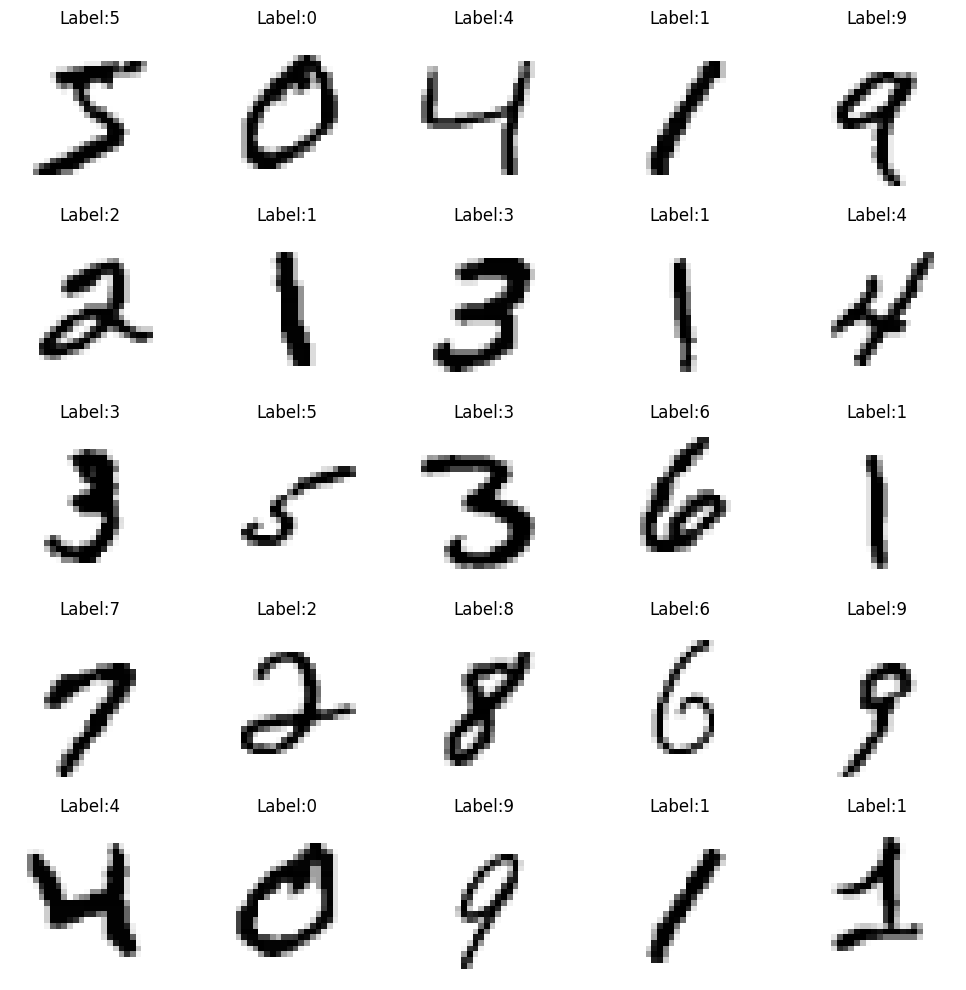 Label:5 Label:0 Label:4 Label:1 Label:9
5 0 4 1 9
Label:2 Label:1 Label:3 Label:1 Label:4
2 1 3 1 4
Label:3 Label:5 Label:3 Label:6 Label:1
3 5 3 6 1
Label:7 Label:2 Label:8 Label:6 Label:9
7 2 8 6 9
Label:4 Label:0 Label:9 Label:1 Label:1
4 0 9 1 1